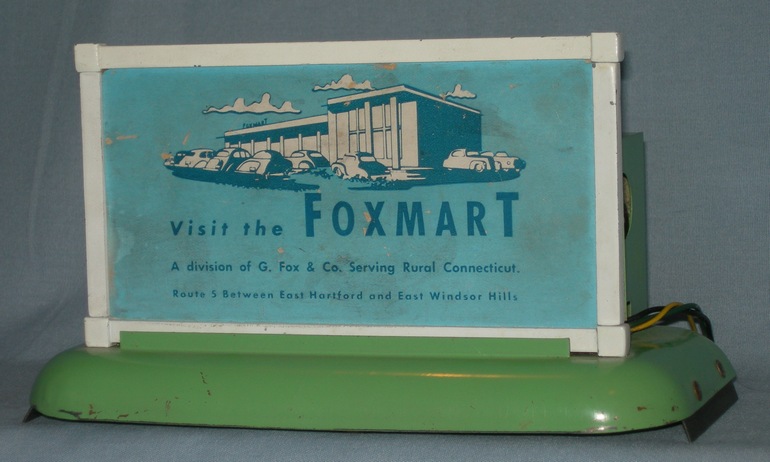 FOXMART
Visit the FOXMART
A division of G. Fox & Co. Serving Rural Connecticut.
Route 5 Between East Hartford and East Windsor Hills